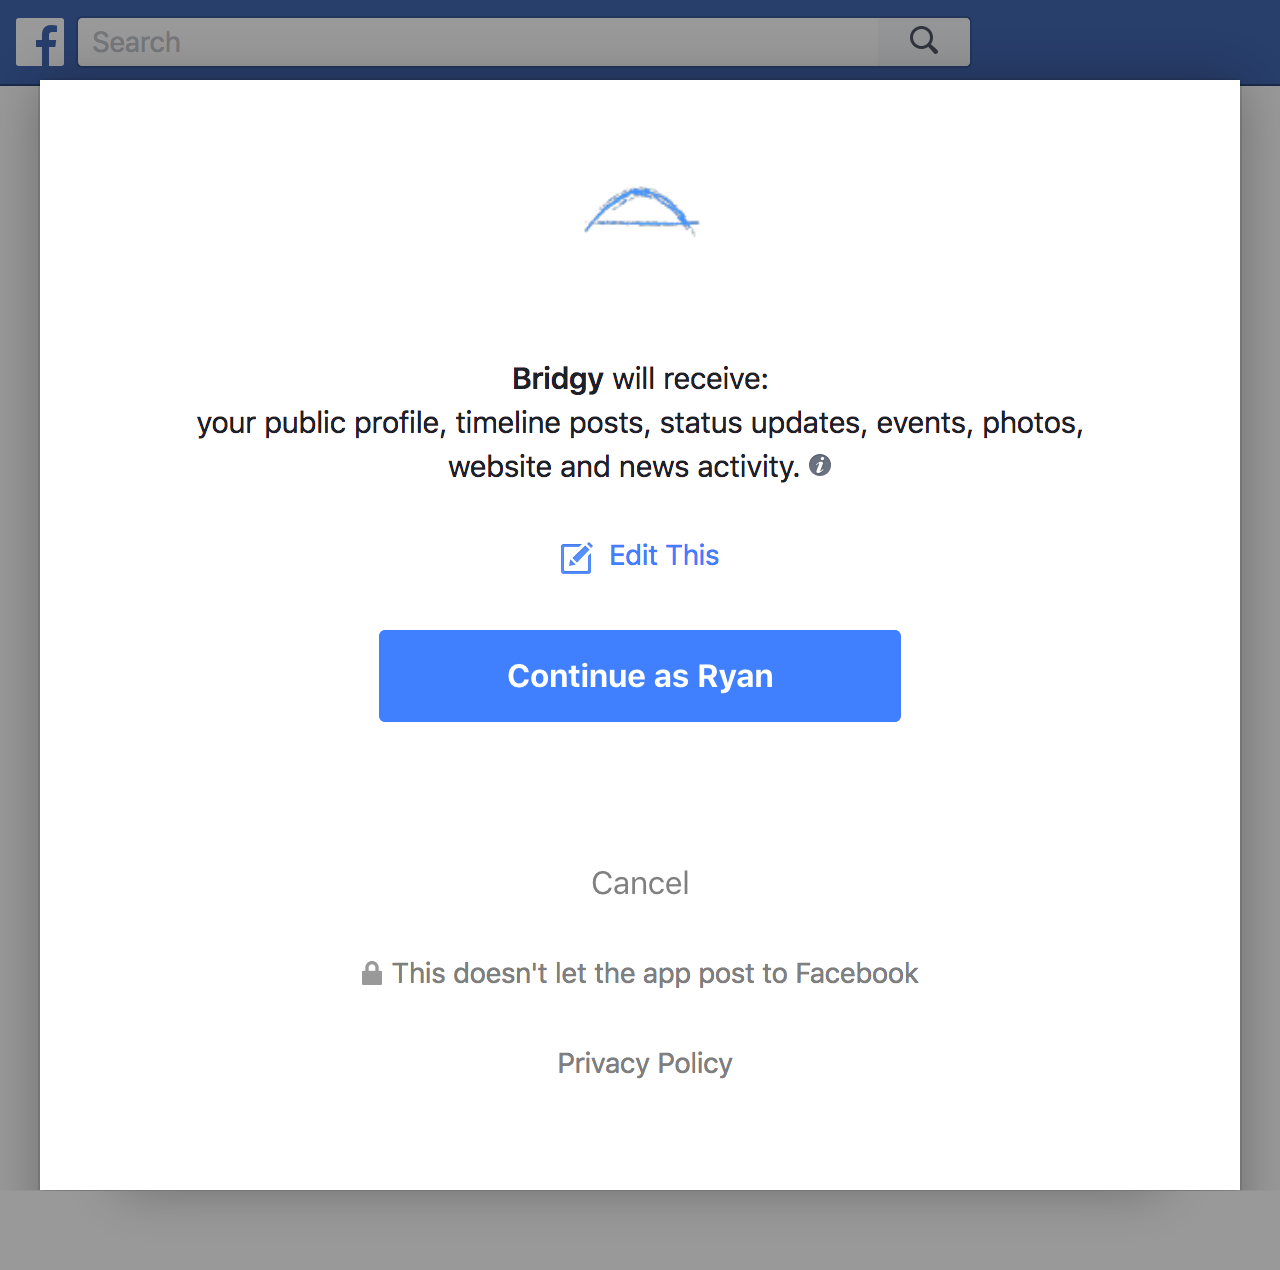 Search
Bridgy will receive:
your public profile, timeline posts, status updates, events, photos,
website and news activity.
Edit This
Continue as Ryan
Cancel
This doesn't let the app post to Facebook
Privacy Policy